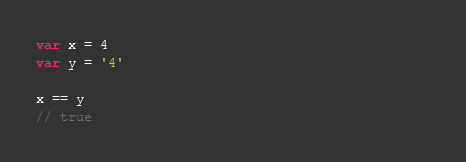 var x = 4
var y = '4'
x == y
// true